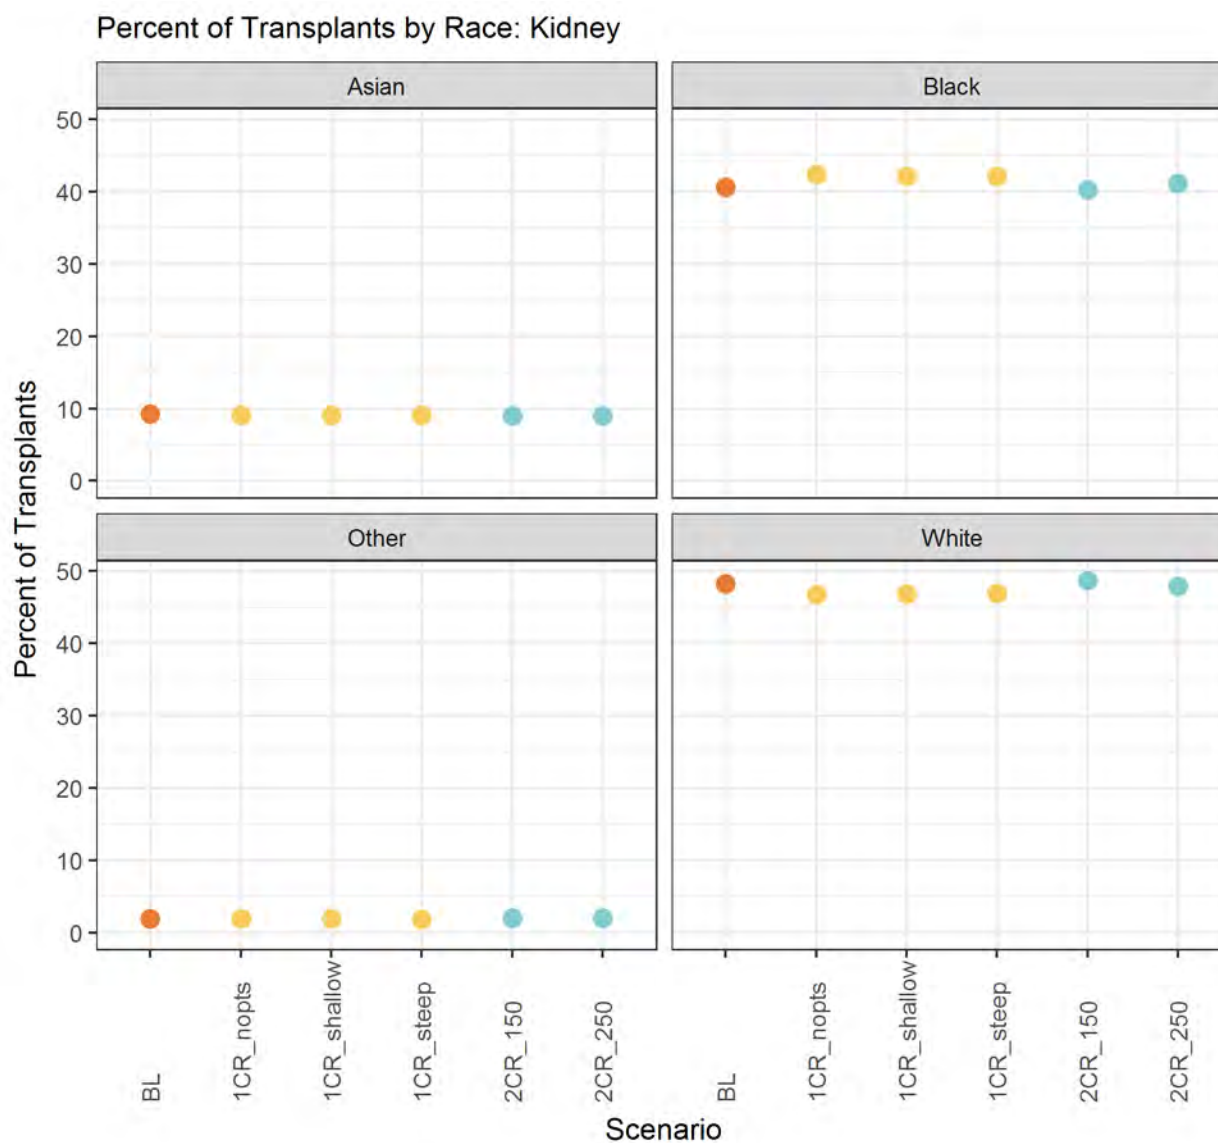 Percent of Transplants by Race: Kidney
Asian
Black
50
40
30
20
10
0
Other
White
50
40
30
20
10
0
Percent of Transplants
BL
1CR_nopts
1CR_shallow
1CR_steep
2CR_150
2CR_250
BL
1CR_nopts
1CR_shallow
1CR_steep
2CR_150
2CR_250
Scenario